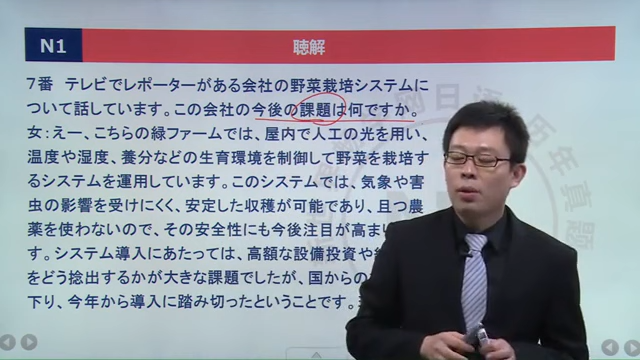 N1
聴解
７番　テレビでレポーターがある会社の野菜栽培システムに
ついて話しています。この会社の今後の課題は何ですか。
女：えー、こちらの緑ファームでは、屋内で人工の光を用い、
温度や湿度、養分などの生育環境を制御して野菜を栽培す
るシステムを運用しています。このシステムでは、気象や害
虫の影響を受けにくく、安定した収穫が可能であり、且つ農
薬を使わないので、その安全性にも今後注目が高まり
す。システム導入にあたっては、高額な設備投資や
をどう捻出するかが大きな課題でしたが、国からの
下り、今年から導入に踏み切ったということです。